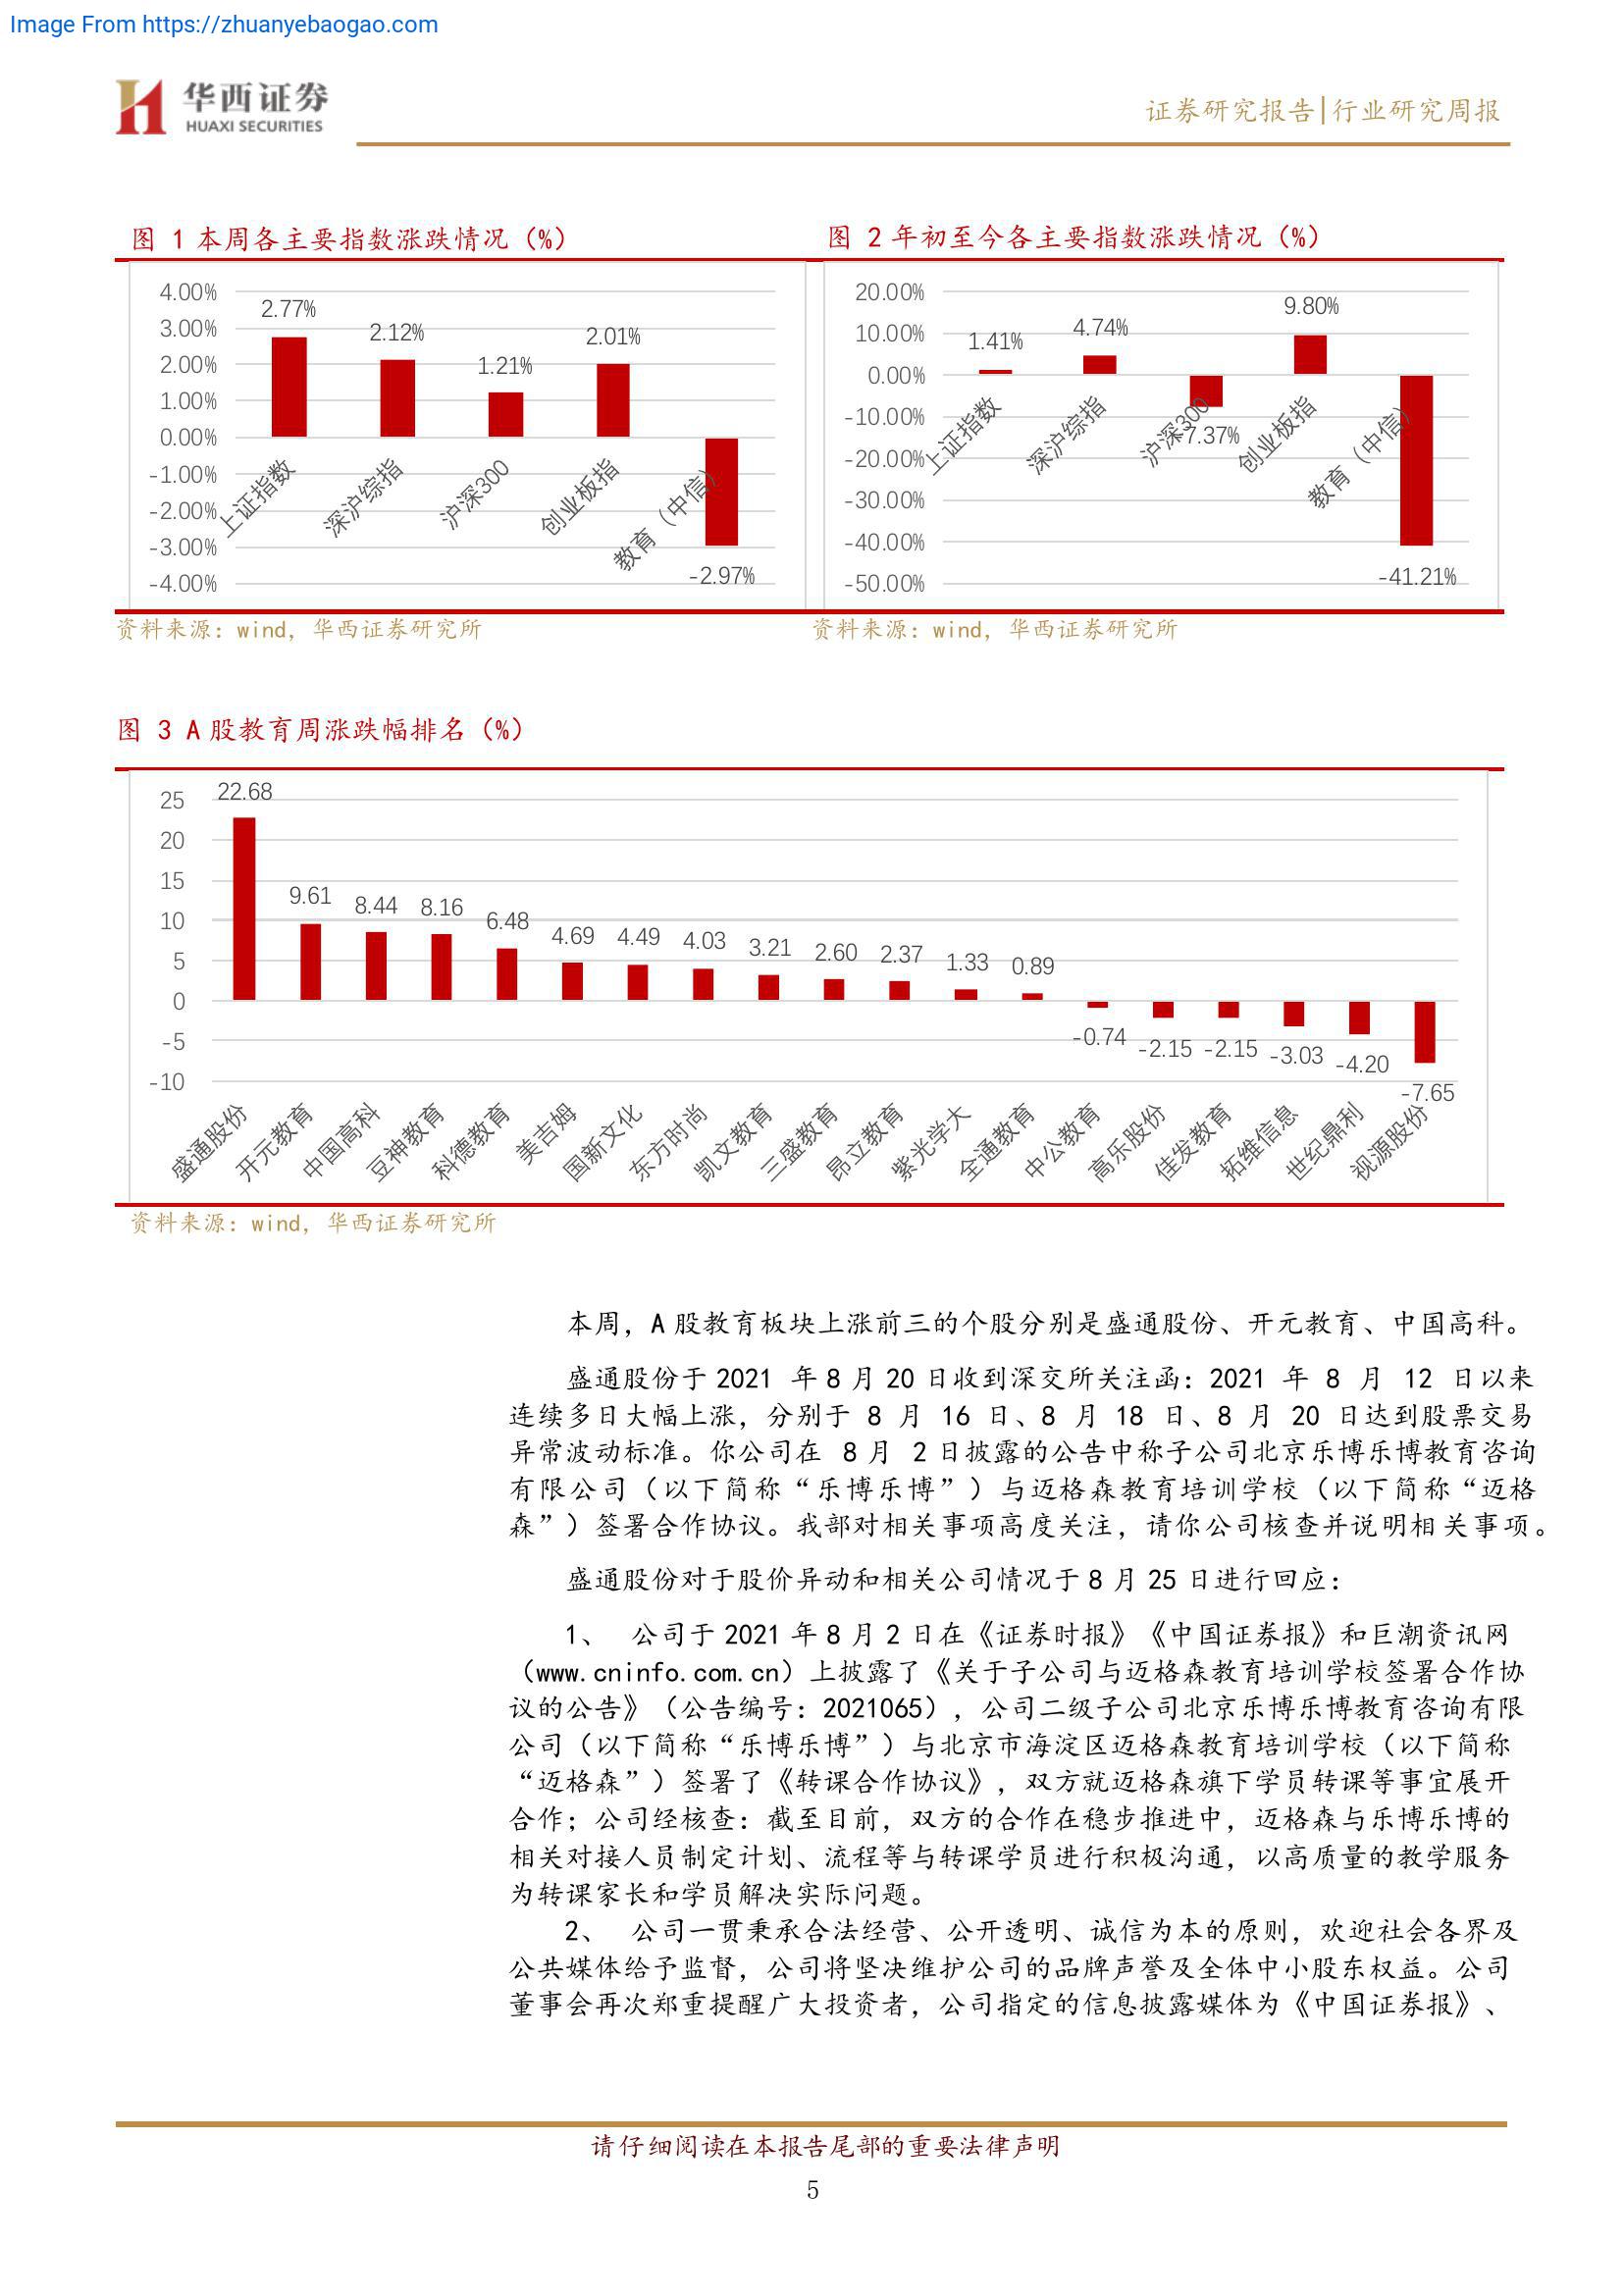 Image From https://zhuanyebaogao.com
华西证券
HUAXI SECURITIES
证券研究报告|行业研究周报
图 1 本周各主要指数涨跌情况（%）
4.00%
3.00%
2.00%
1.00%
0.00%
-1.00%
-2.00%
-3.00%
-4.00%
2.77%
2.12%
1.21%
2.01%
-2.97%
上证指数
深沪综指
沪深300
创业板指
教育（中信）
资料来源：wind，华西证券研究所
图 2 年初至今各主要指数涨跌情况（%）
20.00%
10.00%
0.00%
-10.00%
-20.00%
-30.00%
-40.00%
-50.00%
1.41%
4.74%
-7.37%
9.80%
-41.21%
上证指数
深沪综指
沪深300
创业板指
教育（中信）
资料来源：wind，华西证券研究所
图 3 A 股教育周涨跌幅排名（%）
25
20
15
10
5
0
-5
-10
22.68
9.61
8.44
8.16
6.48
4.69
4.49
4.03
3.21
2.60
2.37
1.33
0.89
-0.74
-2.15
-2.15
-3.03
-4.20
-7.65
盛通股份
开元教育
中国高科
豆神教育
科德教育
美吉姆
国新文化
东方时尚
凯文教育
三盛教育
昂立教育
紫光学大
全通教育
中公教育
高乐股份
佳发教育
拓维信息
世纪鼎利
视源股份
资料来源：wind，华西证券研究所
本周，A 股教育板块上涨前三的个股分别是盛通股份、开元教育、中国高科。
盛通股份于 2021 年 8 月 20 日收到深交所关注函：2021 年 8 月 12 日以来
连续多日大幅上涨，分别于 8 月 16 日、8 月 18 日、8 月 20 日达到股票交易
异常波动标准。你公司在 8 月 2 日披露的公告中称子公司北京乐博乐博教育咨询
有限公司（以下简称“乐博乐博”）与迈格森教育培训学校（以下简称“迈格
森”）签署合作协议。我部对相关事项高度关注，请你公司核查并说明相关事项。
盛通股份对于股价异动和相关公司情况于 8 月 25 日进行回应：
1、 公司于 2021 年 8 月 2 日在《证券时报》《中国证券报》和巨潮资讯网
（www.cninfo.com.cn）上披露了《关于子公司与迈格森教育培训学校签署合作协
议的公告》（公告编号：2021065），公司二级子公司北京乐博乐博教育咨询有限
公司（以下简称“乐博乐博”）与北京市海淀区迈格森教育培训学校（以下简称
“迈格森”）签署了《转课合作协议》，双方就迈格森旗下学员转课等事宜展开
合作；公司经核查：截至目前，双方的合作在稳步推进中，迈格森与乐博乐博的
相关对接人员制定计划、流程等与转课学员进行积极沟通，以高质量的教学服务
为转课家长和学员解决实际问题。
2、 公司一贯秉承合法经营、公开透明、诚信为本的原则，欢迎社会各界及
公共媒体给予监督，公司将坚决维护公司的品牌声誉及全体中小股东权益。公司
董事会再次郑重提醒广大投资者，公司指定的信息披露媒体为《中国证券报》、
请仔细阅读在本报告尾部的重要法律声明
5